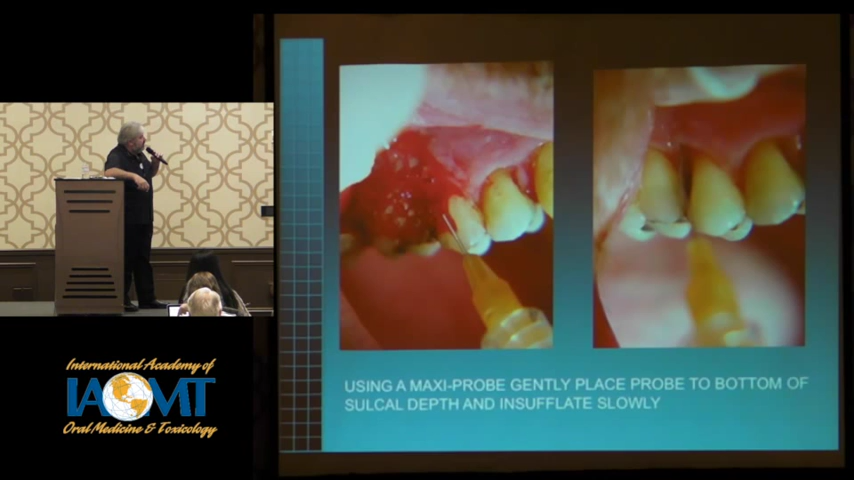 USING A MAXI-PROBE GENTLY PLACE PROBE TO BOTTOM OF
SULCAL DEPTH AND INSUFFLATE SLOWLY
International Academy of
IAOMT
Oral Medicine & Toxicology